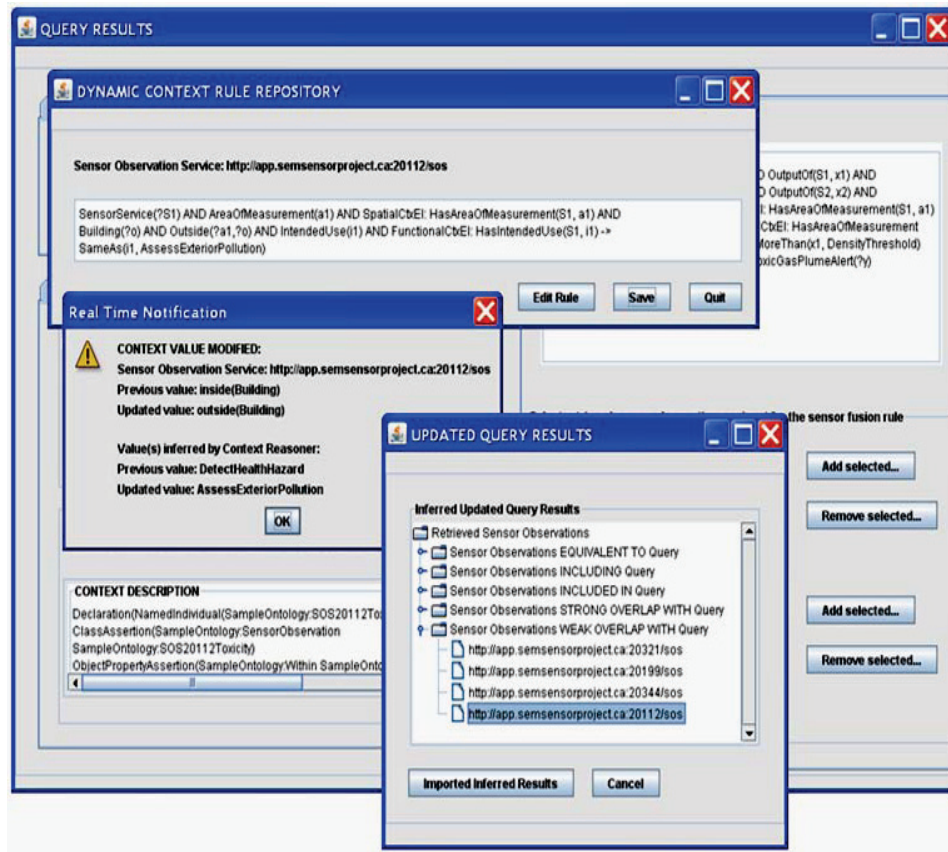 QUERY RESULTS
DYNAMIC CONTEXT RULE REPOSITORY
Sensor Observation Service: http://app.semsensorproject.ca:20112/sos
SensorService(?S1) AND AreaOfMeasurement(a1) AND SpatialCtxEl: HasAreaOfMeasurement(S1, a1) AND
Building(?o) AND Outside(?a1,?o) AND IntendedUse(i1) AND FunctionalCtxEl: HasIntendedUse(S1, i1) ->
SameAs(i1, AssessExteriorPollution)
Edit Rule
Save
Quit
OutputOf(S1, x1) AND
OutputOf(S2, x2) AND
HasAreaOfMeasurement(S1, a1)
CtxEl: HasAreaOfMeasurement
MoreThan(x1, DensityThreshold)
oxicGasPlumeAlert(?y)
Real Time Notification
CONTEXT VALUE MODIFIED:
Sensor Observation Service: http://app.semsensorproject.ca:20112/sos
Previous value: inside(Building)
Updated value: outside(Building)
Value(s) inferred by Context Reasoner:
Previous value: DetectHealthHazard
Updated value: AssessExteriorPollution
OK
the sensor fusion rule
Add selected...
Remove selected...
Add selected...
Remove selected...
CONTEXT DESCRIPTION
Declaration(NamedIndividual(SampleOntology:SOS20112To
ClassAssertion(SampleOntology:SensorObservation
SampleOntology:SOS20112Toxicity)
ObjectPropertyAssertion(SampleOntology:Within SampleOnto
UPDATED QUERY RESULTS
Inferred Updated Query Results
Retrieved Sensor Observations
Sensor Observations EQUIVALENT TO Query
Sensor Observations INCLUDING Query
Sensor Observations INCLUDED IN Query
Sensor Observations STRONG OVERLAP WITH Query
Sensor Observations WEAK OVERLAP WITH Query
http://app.semsensorproject.ca:20321/sos
http://app.semsensorproject.ca:20199/sos
http://app.semsensorproject.ca:20344/sos
http://app.semsensorproject.ca:20112/sos
Imported Inferred Results
Cancel